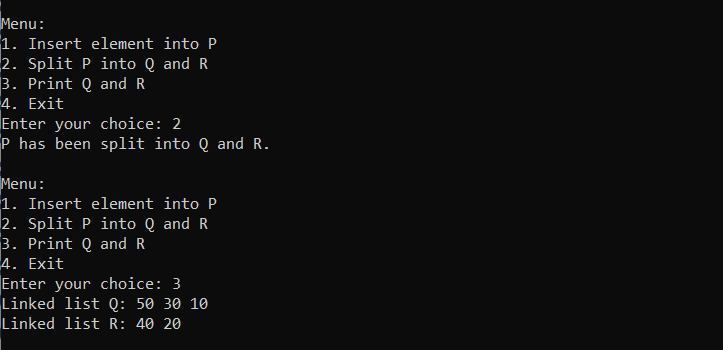 Menu:
1. Insert element into P
2. Split P into Q and R
3. Print Q and R
4. Exit
Enter your choice: 2
P has been split into Q and R.
Menu:
1. Insert element into P
2. Split P into Q and R
3. Print Q and R
4. Exit
Enter your choice: 3
Linked list Q: 50 30 10
Linked list R: 40 20